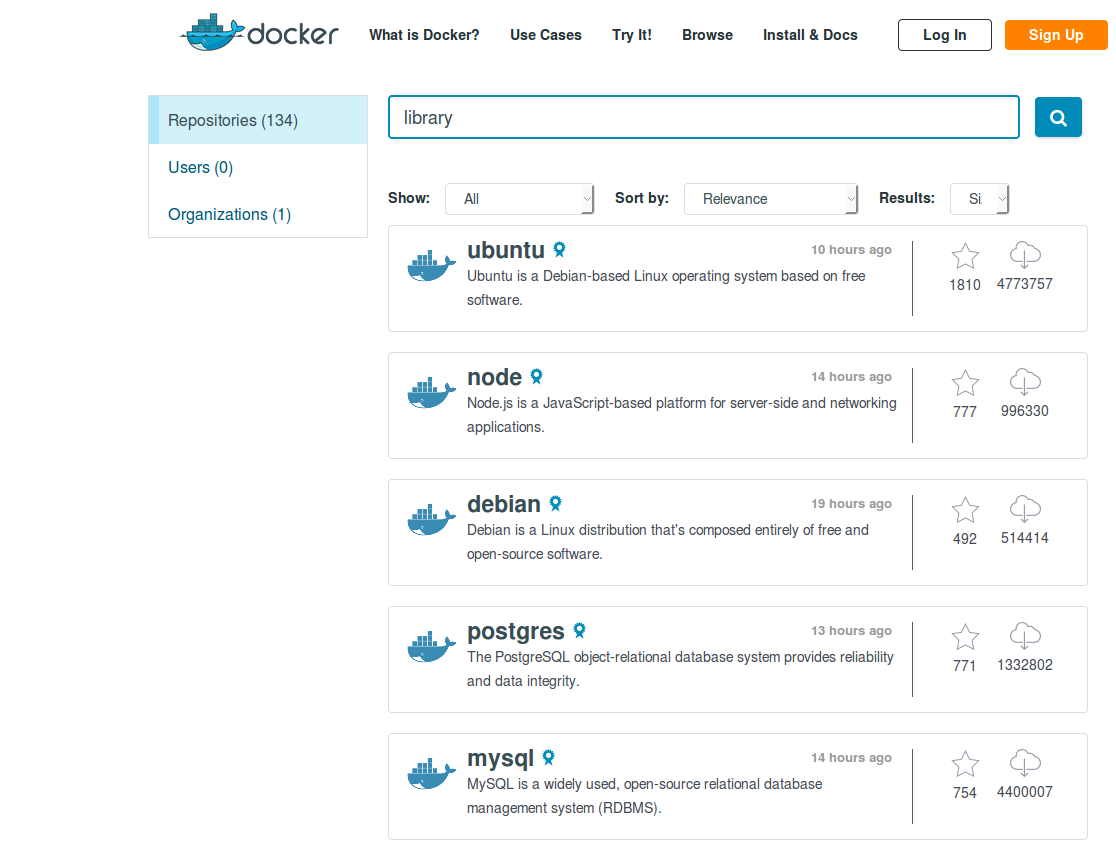 docker What is Docker? Use Cases Try It! Browse Install & Docs Log In Sign Up
Repositories (134)
Users (0)
Organizations (1)
library
Show: All Sort by: Relevance Results: Si
ubuntu 10 hours ago
Ubuntu is a Debian-based Linux operating system based on free
software.
1810 4773757
node 14 hours ago
Node.js is a JavaScript-based platform for server-side and networking
applications.
777 996330
debian 19 hours ago
Debian is a Linux distribution that's composed entirely of free and
open-source software.
492 514414
postgres 13 hours ago
The PostgreSQL object-relational database system provides reliability
and data integrity.
771 1332802
mysql 14 hours ago
MySQL is a widely used, open-source relational database
management system (RDBMS).
754 4400007